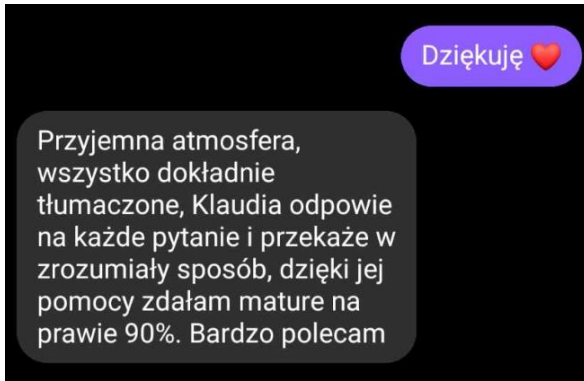 Dziękuję ❤️
Przyjemna atmosfera,
wszystko dokładnie
tłumaczone, Klaudia odpowie
na każde pytanie i przekaże w
zrozumiały sposób, dzięki jej
pomocy zdałam mature na
prawie 90%. Bardzo polecam